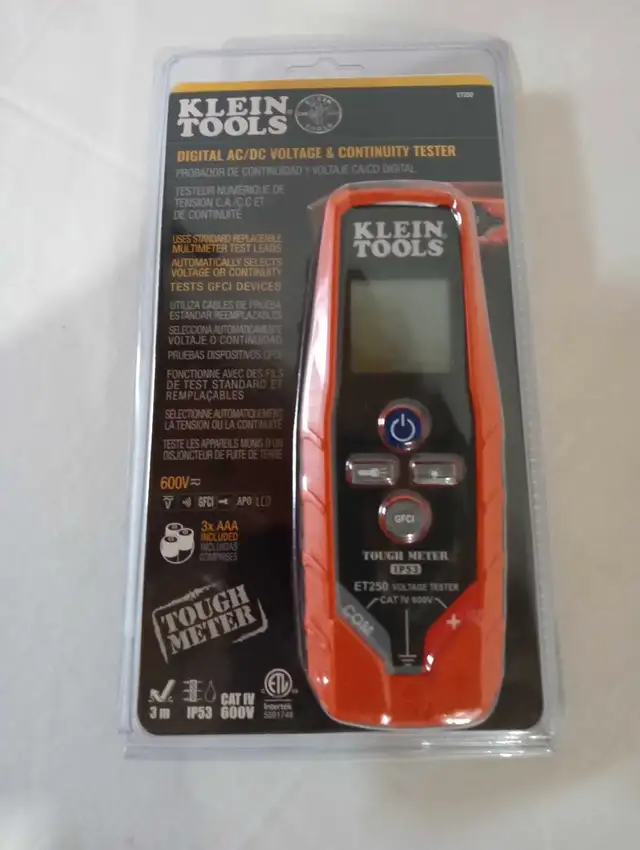 ET250
KLEIN
TOOLS
DIGITAL AC/DC VOLTAGE & CONTINUITY TESTER
PROBADOR DE CONTINUIDAD Y VOLTAJE CA/CD DIGITAL
TESTEUR NUMÉRIQUE DE
TENSION C.A./C.C ET
DE CONTINUITÉ
USES STANDARD REPLACEABLE
MULTIMETER TEST LEADS
AUTOMATICALLY SELECTS
VOLTAGE OR CONTINUITY
TESTS GFCI DEVICES
UTILIZA CABLES DE PRUEBA
ESTÁNDAR REEMPLAZABLES
SELECCIONA AUTOMÁTICAMENTE
VOLTAJE O CONTINUIDAD
PRUEBAS DISPOSITIVOS GFCI
FONCTIONNE AVEC DES FILS
DE TEST STANDARD ET
REMPLAÇABLES
SÉLECTIONNE AUTOMATIQUEMENT
LA TENSION OU LA CONTINUITÉ
TESTE LES APPAREILS MUNIS D'UN
DISJONCTEUR DE FUITE DE TERRE
600V
GFCI APO LCD
3x AAA
INCLUDED
INCLUIDAS
COMPRISES
TOUGH
METER
3 m
IP53
CAT IV
600V
ETL
Intertek
5001748
KLEIN
TOOLS
GFCI
TOUGH METER
IP53
ET250 VOLTAGE TESTER
CAT IV 600V
COM
+